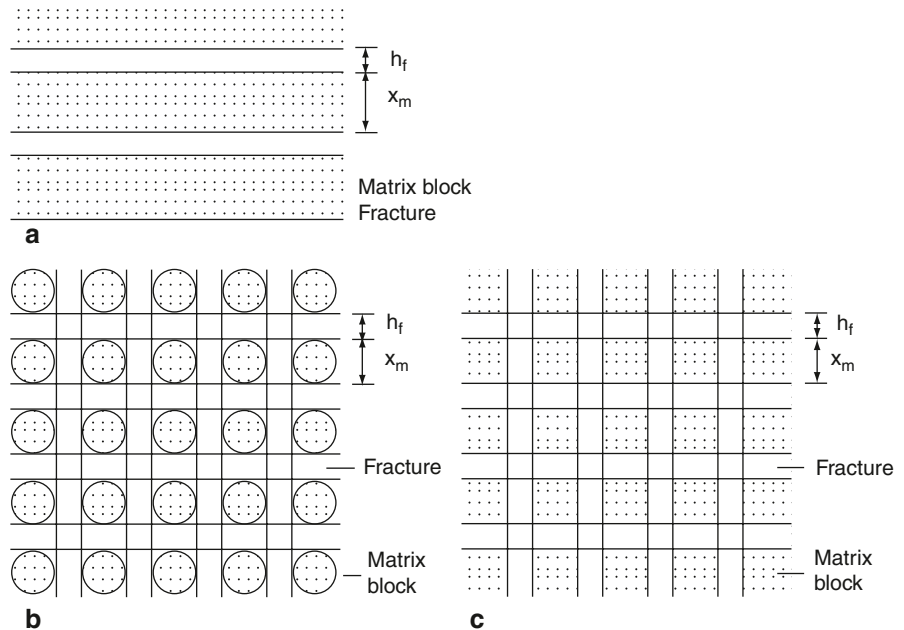 h_f
x_m
Matrix block
Fracture
a
h_f
x_m
Fracture
Matrix
block
b
h_f
x_m
Fracture
Matrix
block
c